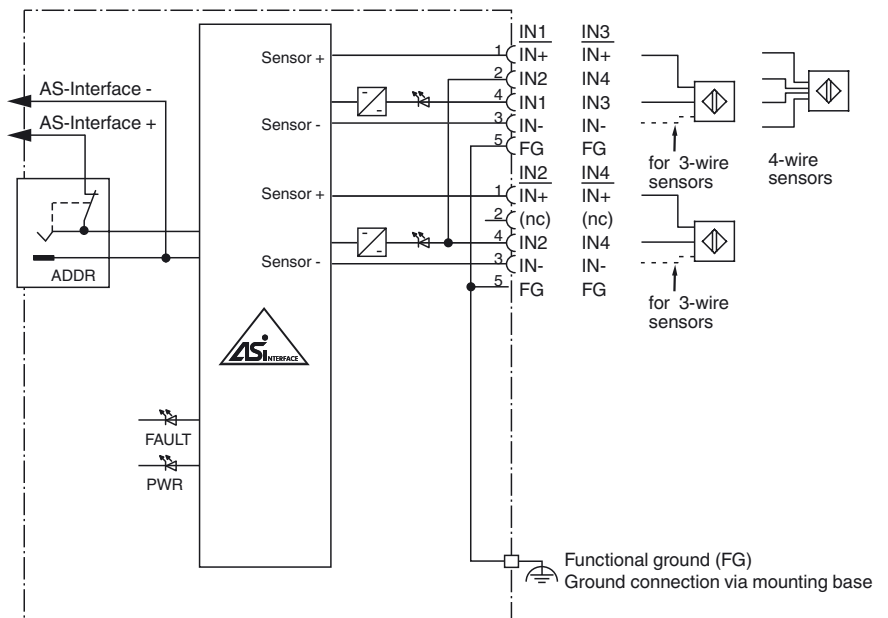 AS-Interface -
AS-Interface +
ADDR
Sensor +
Sensor -
Sensor +
Sensor -
ASi INTERFACE
FAULT
PWR
IN1 IN3
1 IN+ IN+
2 IN2 IN4
4 IN1 IN3
3 IN- IN-
5 FG FG
IN2 IN4
1 IN+ IN+
2 (nc) (nc)
4 IN2 IN4
3 IN- IN-
5 FG FG
for 3-wire
sensors
4-wire
sensors
for 3-wire
sensors
Functional ground (FG)
Ground connection via mounting base